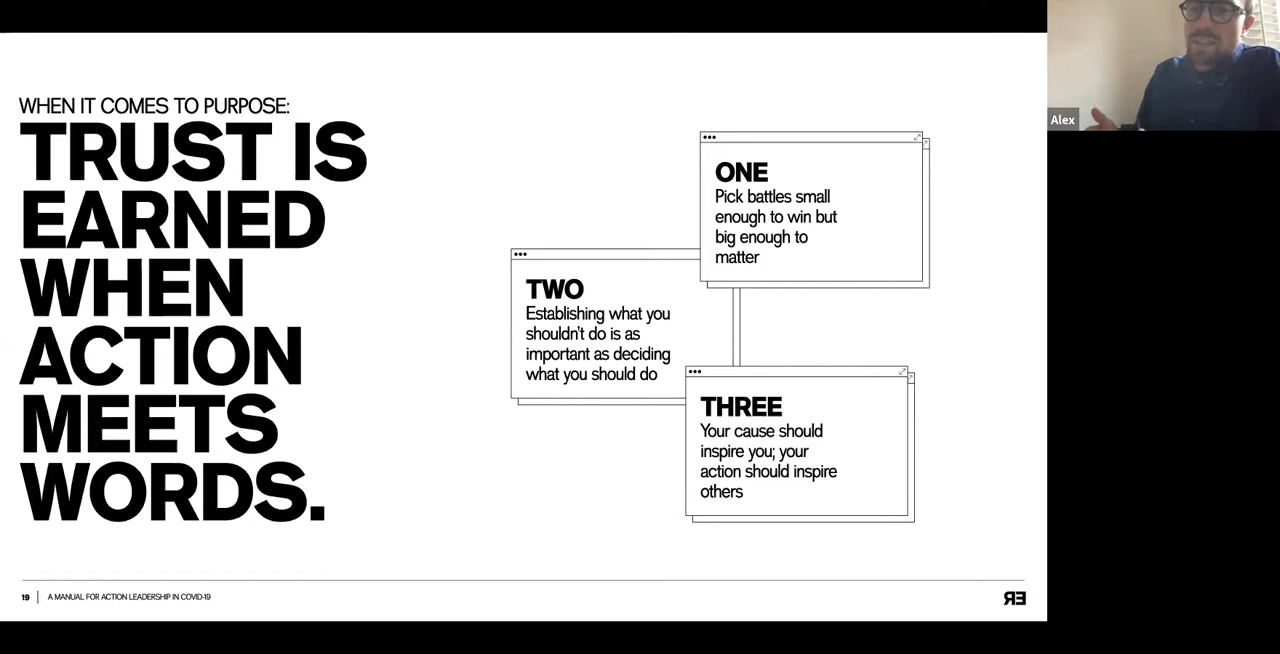 WHEN IT COMES TO PURPOSE:
TRUST IS
EARNED
WHEN
ACTION
MEETS
WORDS.
ONE
Pick battles small
enough to win but
big enough to
matter
TWO
Establishing what you
shouldn't do is as
important as deciding
what you should do
THREE
Your cause should
inspire you; your
action should inspire
others
19 | A MANUAL FOR ACTION LEADERSHIP IN COVID-19
ЯE
Alex